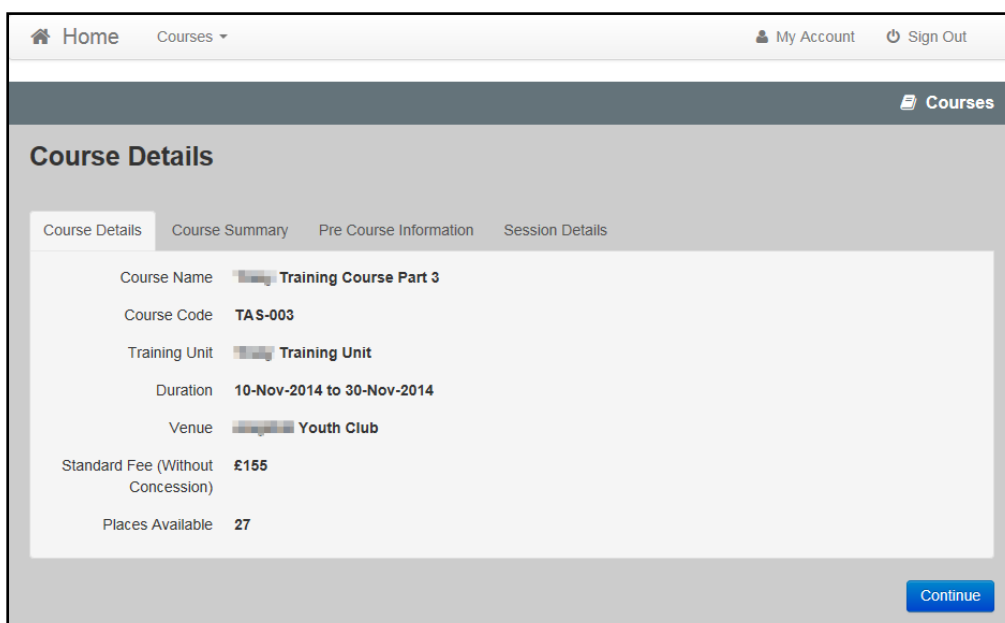 Home Courses My Account Sign Out
Courses
Course Details
Course Details Course Summary Pre Course Information Session Details
Course Name Training Course Part 3
Course Code TAS-003
Training Unit Training Unit
Duration 10-Nov-2014 to 30-Nov-2014
Venue Youth Club
Standard Fee (Without £155
Concession)
Places Available 27
Continue